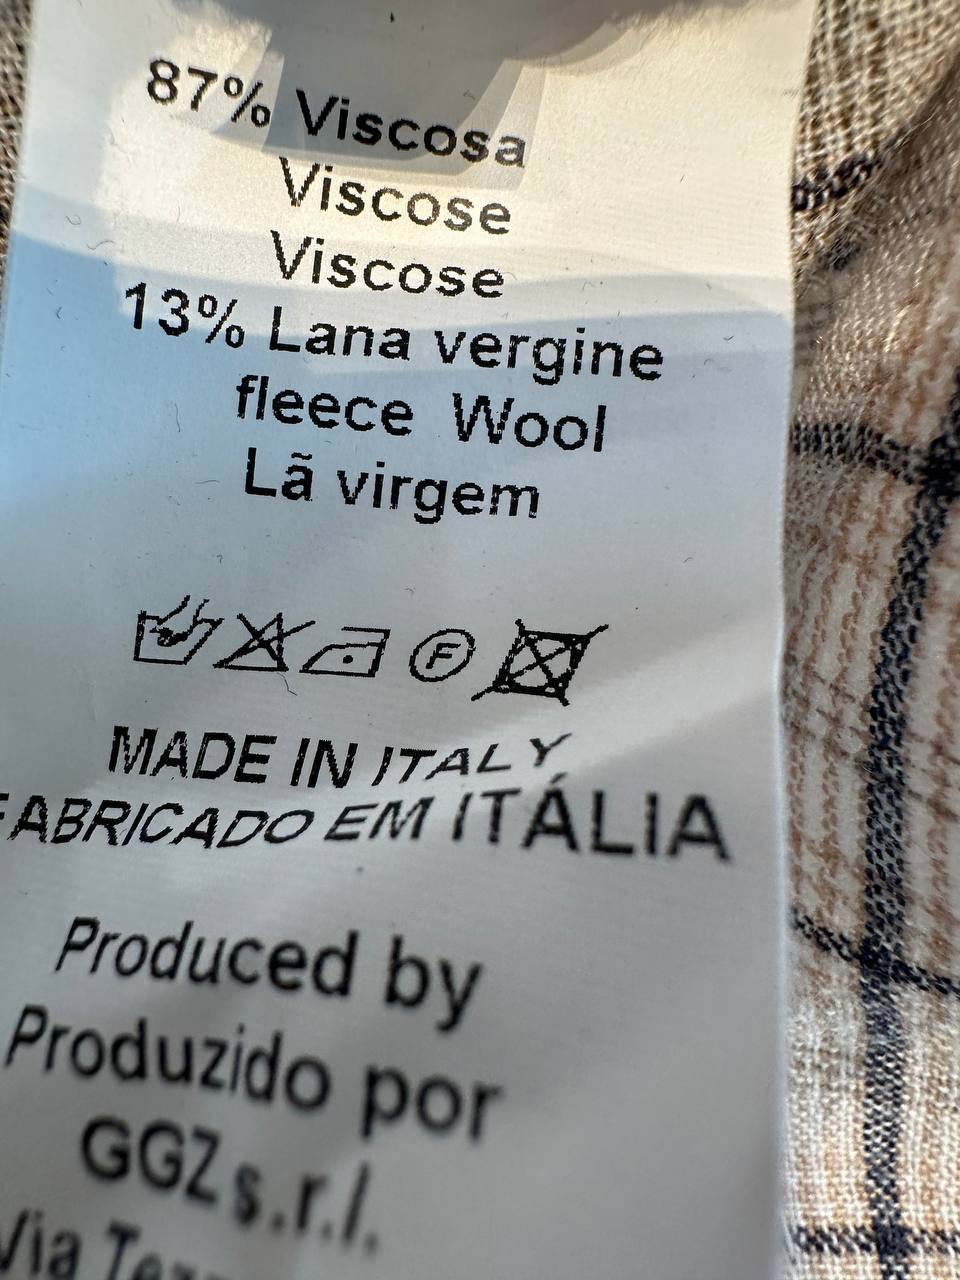 87% Viscosa
Viscose
Viscose
13% Lana vergine
fleece Wool
Lã virgem
F
MADE IN ITALY
FABRICADO EM ITÁLIA
Produced by
Produzido por
GGZ s.r.l.
Via